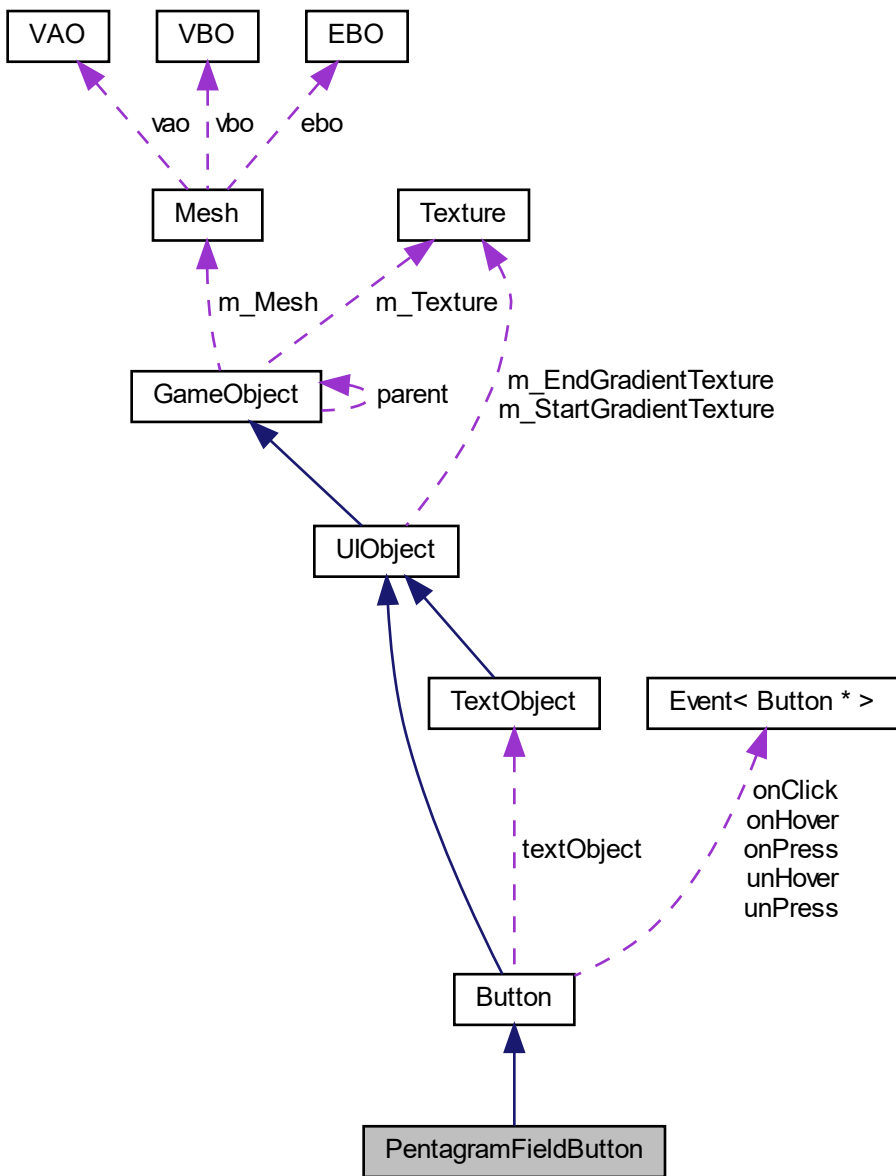 VAO
VBO
EBO
vao
vbo
ebo
Mesh
Texture
m_Mesh
m_Texture
GameObject
parent
m_EndGradientTexture
m_StartGradientTexture
UIObject
TextObject
Event< Button * >
textObject
onClick
onHover
onPress
unHover
unPress
Button
PentagramFieldButton